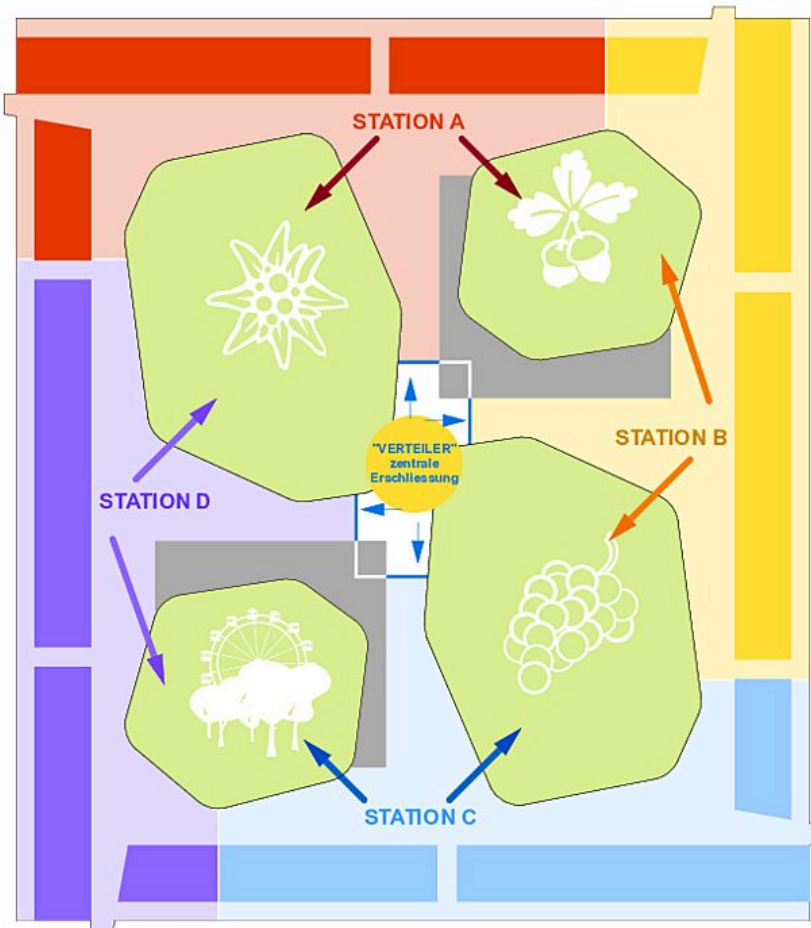 STATION A
STATION B
"VERTEILER"
zentrale
Erschliessung
STATION D
STATION C